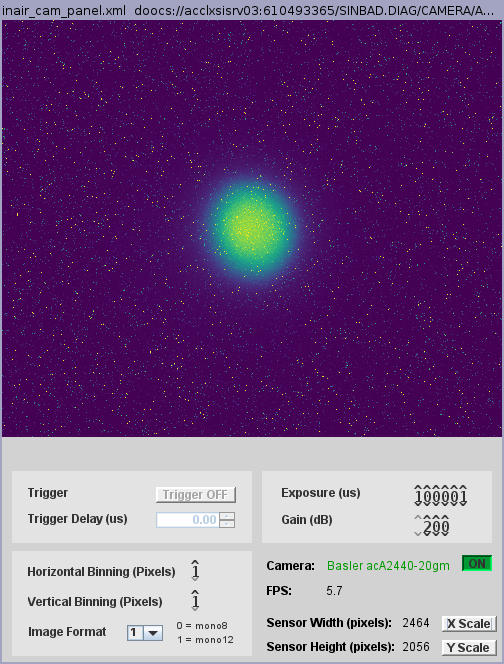 inair_cam_panel.xml doocs://acclxsisrv03:610493365/SINBAD.DIAG/CAMERA/A...
Trigger
Trigger OFF
Trigger Delay (us)
0.00
Exposure (us)
100001
Gain (dB)
200
Horizontal Binning (Pixels)
1
Vertical Binning (Pixels)
1
Image Format
1
0 = mono8
1 = mono12
Camera:
Basler acA2440-20gm
ON
FPS:
5.7
Sensor Width (pixels):
2464
X Scale
Sensor Height (pixels):
2056
Y Scale